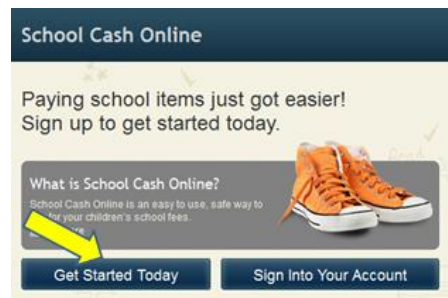 School Cash Online
Paying school items just got easier!
Sign up to get started today.
What is School Cash Online?
School Cash Online is an easy to use, safe way to
for your children's school fees.
Get Started Today
Sign Into Your Account